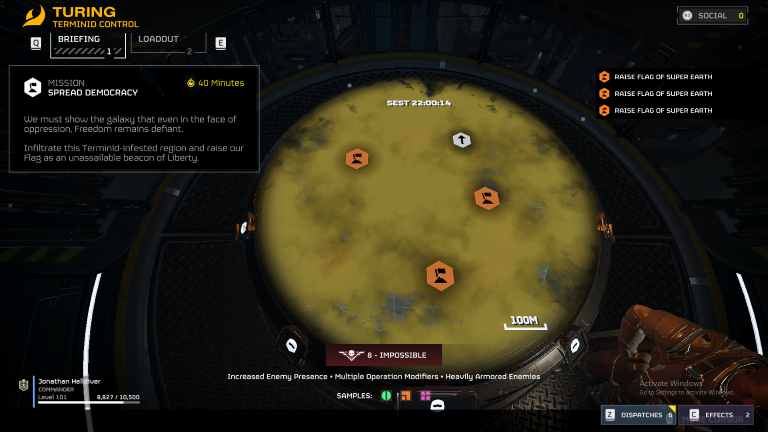 TURING
TERMINID CONTROL
SOCIAL 0
Q
BRIEFING
1
LOADOUT
2
E
MISSION
SPREAD DEMOCRACY
40 Minutes
We must show the galaxy that even in the face of
oppression, Freedom remains defiant.
Infiltrate this Terminid-infested region and raise our
Flag as an unassailable beacon of Liberty.
RAISE FLAG OF SUPER EARTH
RAISE FLAG OF SUPER EARTH
RAISE FLAG OF SUPER EARTH
SEST 22:00:14
100M
8 - IMPOSSIBLE
Increased Enemy Presence • Multiple Operation Modifiers • Heavily Armored Enemies
SAMPLES:
Jonathan Helldiver
COMMANDER
Level 101
8,827 / 10,500
Activate Windows
Go to Settings to activate Windows.
Z DISPATCHES 6
C EFFECTS 2
CURSOR